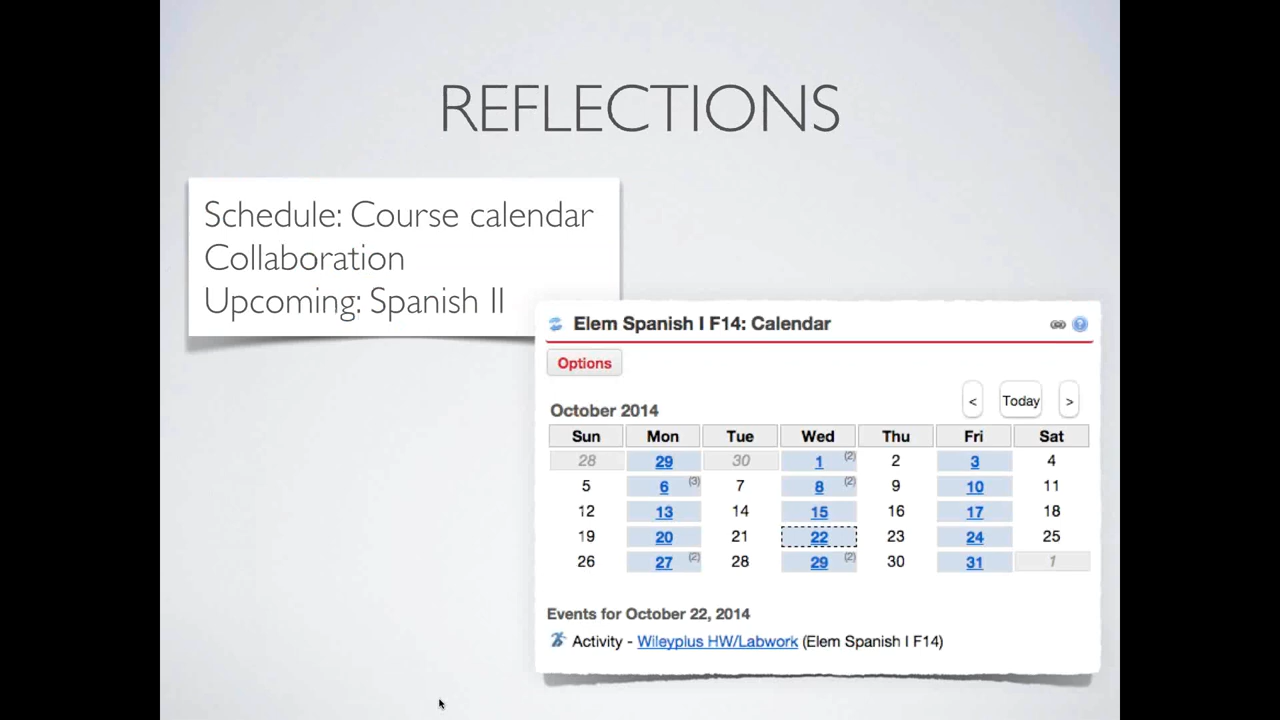 REFLECTIONS
Schedule: Course calendar
Collaboration
Upcoming: Spanish II
Elem Spanish I F14: Calendar
?
Options
October 2014 < Today >
Sun Mon Tue Wed Thu Fri Sat
28 29 30 1 (2) 2 3 4
5 6 (3) 7 8 (2) 9 10 11
12 13 14 15 16 17 18
19 20 21 22 23 24 25
26 27 (2) 28 29 (2) 30 31 1
Events for October 22, 2014
Activity - Wileyplus HW/Labwork (Elem Spanish I F14)